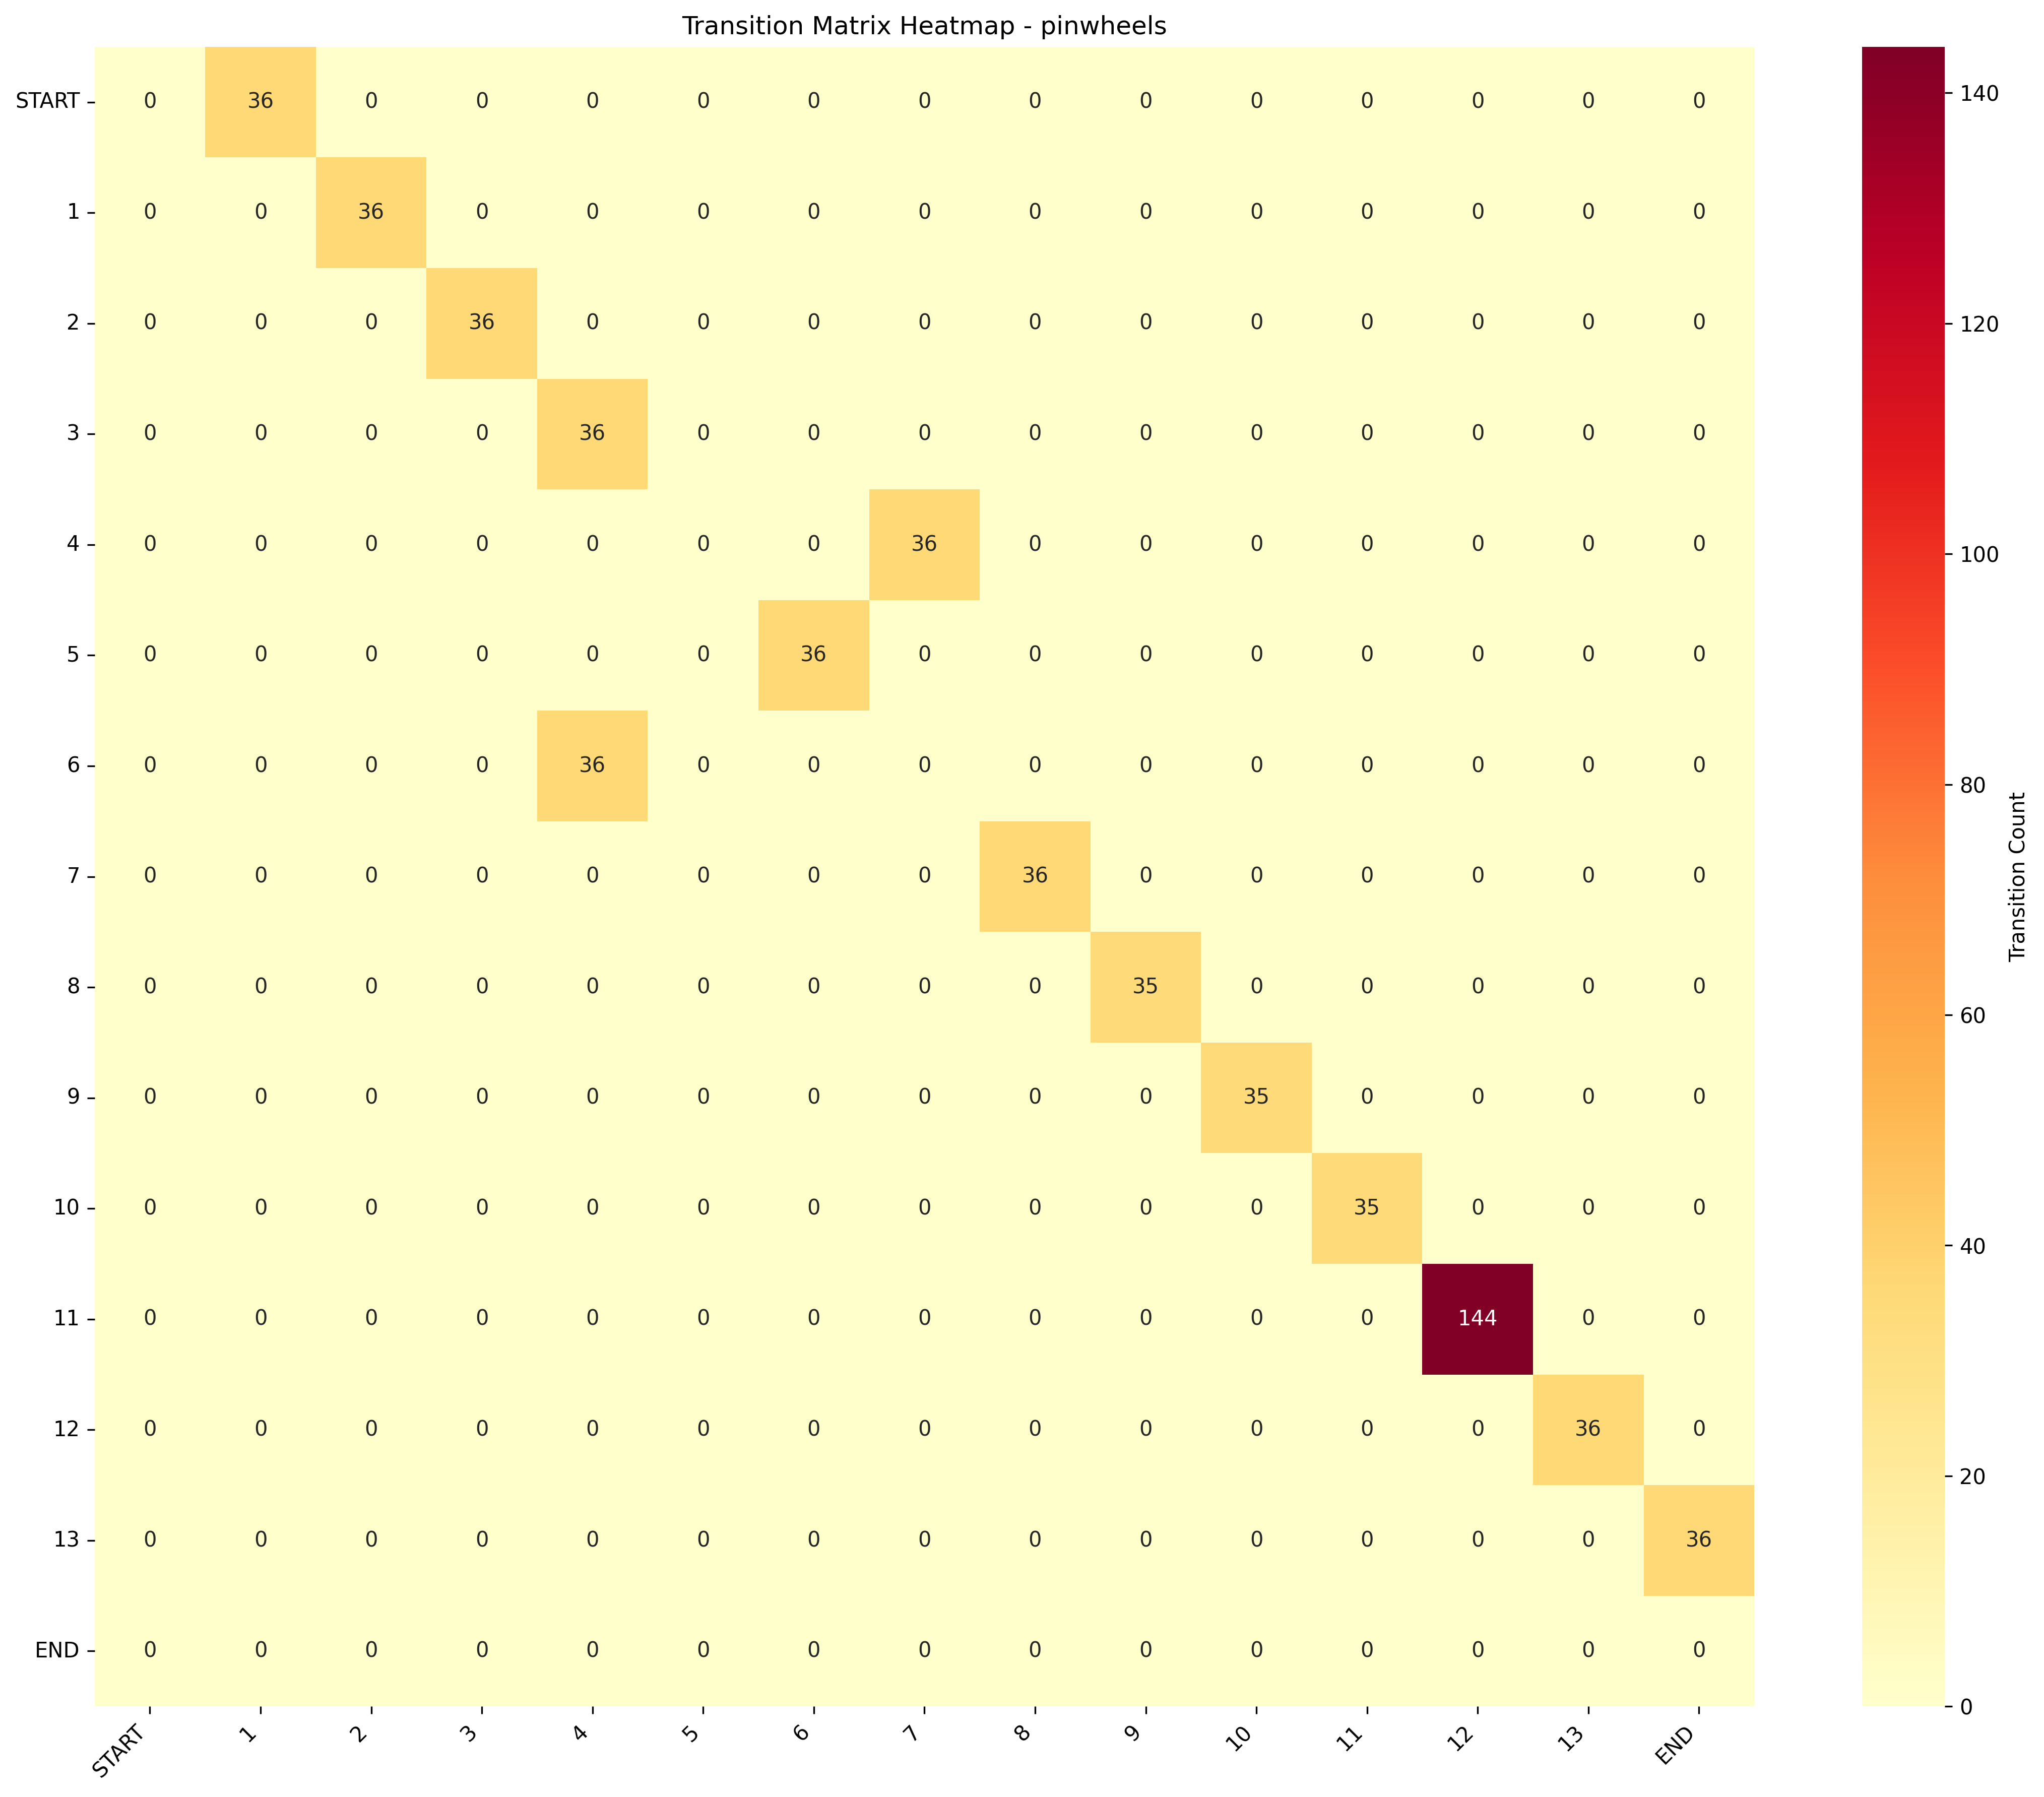 Transition Matrix Heatmap - pinwheels
START 0 36 0 0 0 0 0 0 0 0 0 0 0 0 0
1 0 0 36 0 0 0 0 0 0 0 0 0 0 0 0
2 0 0 0 36 0 0 0 0 0 0 0 0 0 0 0
3 0 0 0 0 36 0 0 0 0 0 0 0 0 0 0
4 0 0 0 0 0 0 0 36 0 0 0 0 0 0 0
5 0 0 0 0 0 0 36 0 0 0 0 0 0 0 0
6 0 0 0 0 36 0 0 0 0 0 0 0 0 0 0
7 0 0 0 0 0 0 0 0 36 0 0 0 0 0 0
8 0 0 0 0 0 0 0 0 0 35 0 0 0 0 0
9 0 0 0 0 0 0 0 0 0 0 35 0 0 0 0
10 0 0 0 0 0 0 0 0 0 0 0 35 0 0 0
11 0 0 0 0 0 0 0 0 0 0 0 0 144 0 0
12 0 0 0 0 0 0 0 0 0 0 0 0 0 36 0
13 0 0 0 0 0 0 0 0 0 0 0 0 0 0 36
END 0 0 0 0 0 0 0 0 0 0 0 0 0 0 0
START 1 2 3 4 5 6 7 8 9 10 11 12 13 END
140
120
100
80
60
40
20
0
Transition Count